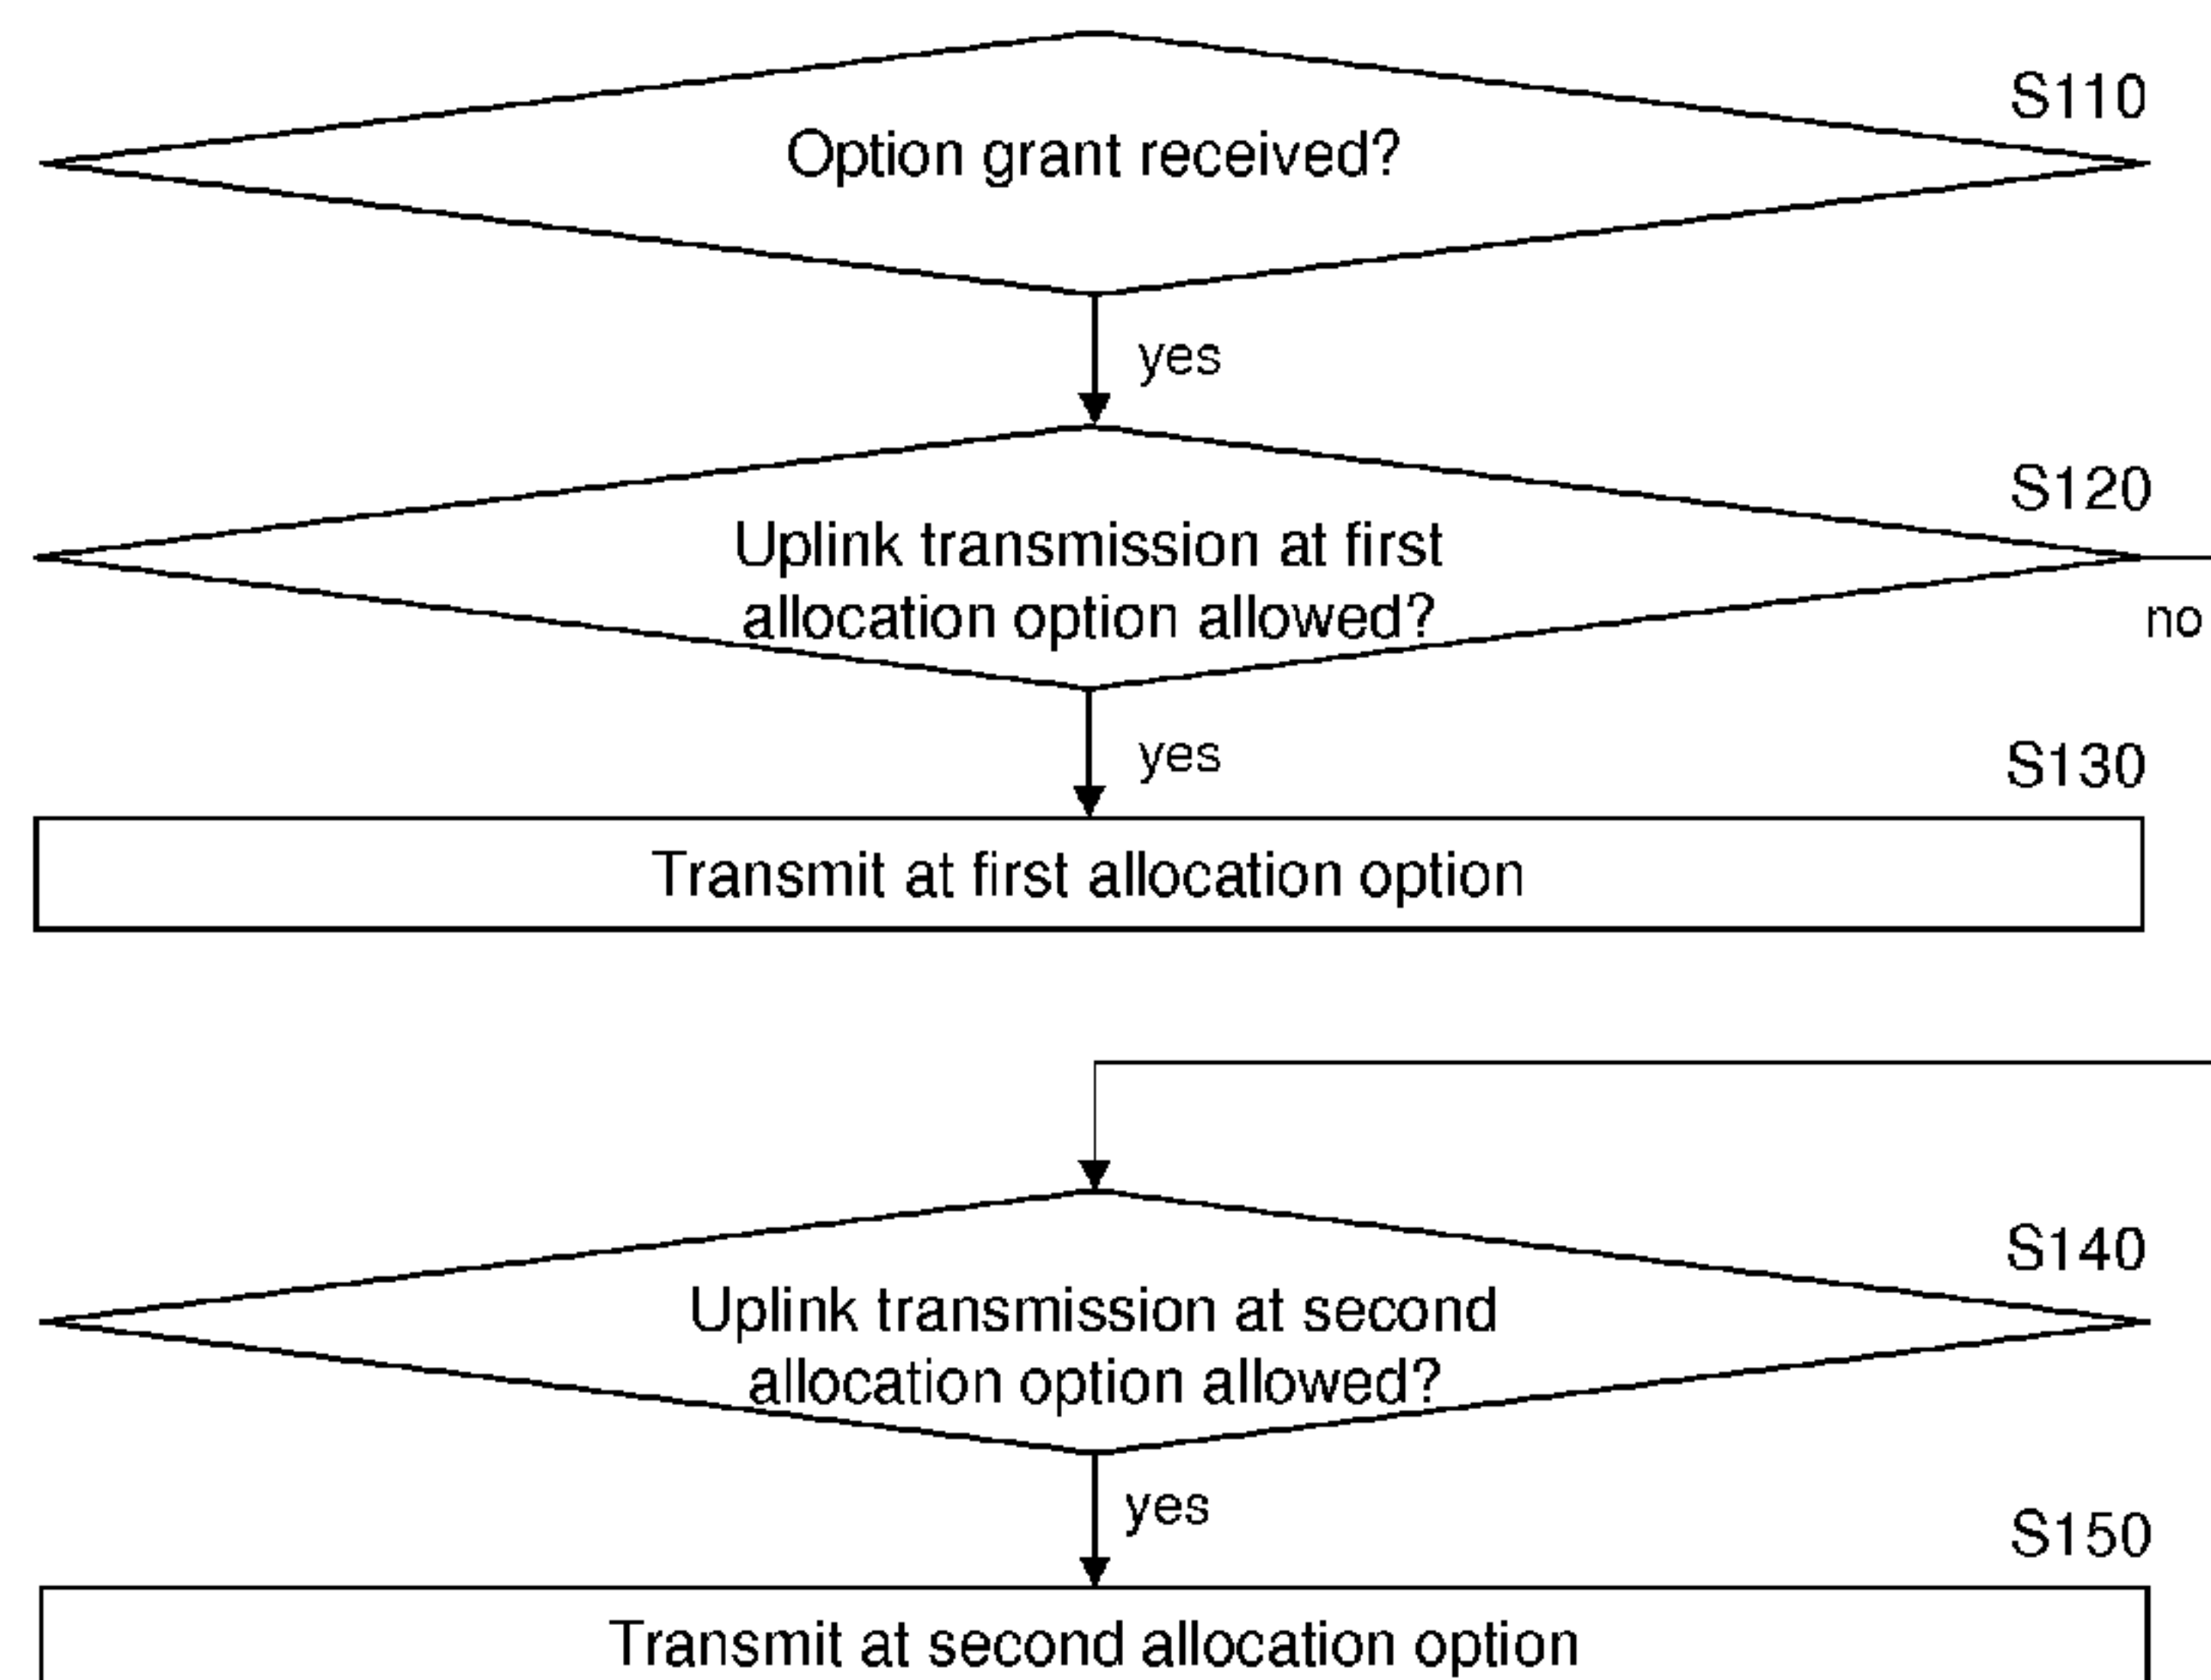 S110
Option grant received?
yes
S120
Uplink transmission at first
allocation option allowed?
no
yes
S130
Transmit at first allocation option
S140
Uplink transmission at second
allocation option allowed?
yes
S150
Transmit at second allocation option